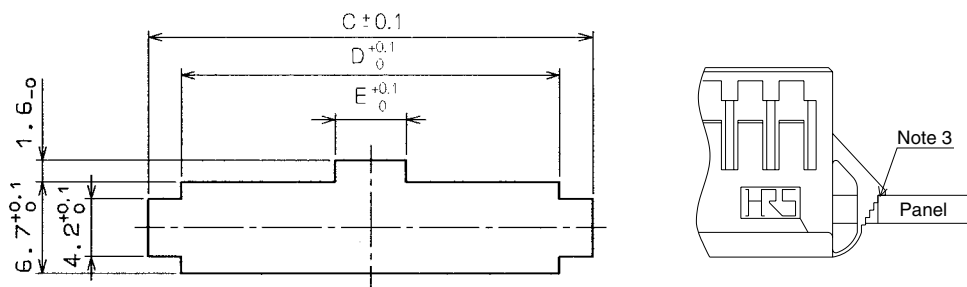 C ± 0.1
D +0.1 0
E +0.1 0
1.6 -0
6.7 +0.1 0
4.2 +0.1 0
Note 3
HRS
Panel